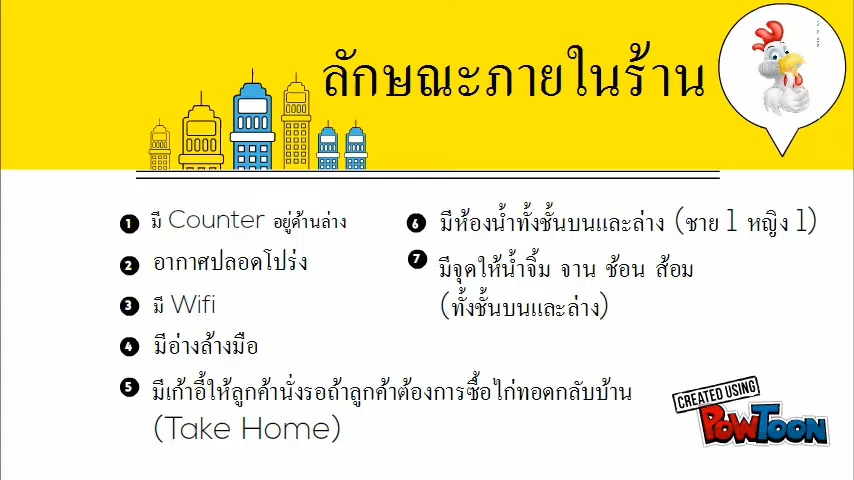 ลักษณะภายในร้าน
1 มี Counter อยู่ด้านล่าง
2 อากาศปลอดโปร่ง
3 มี Wifi
4 มีอ่างล้างมือ
5 มีเก้าอี้ให้ลูกค้านั่งรอถ้าลูกค้าต้องการซื้อไก่ทอดกลับบ้าน
(Take Home)
6 มีห้องน้ำทั้งชั้นบนและล่าง (ชาย 1 หญิง 1)
7 มีจุดให้น้ำจิ้ม จาน ช้อน ส้อม
(ทั้งชั้นบนและล่าง)
CREATED USING
POWTOON